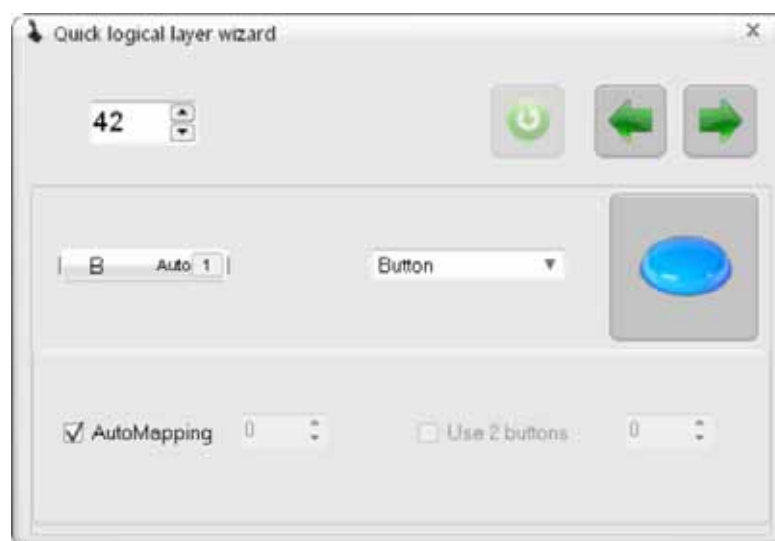 Quick logical layer wizard
42
B Auto 1
Button
AutoMapping 0 Use 2 buttons 0